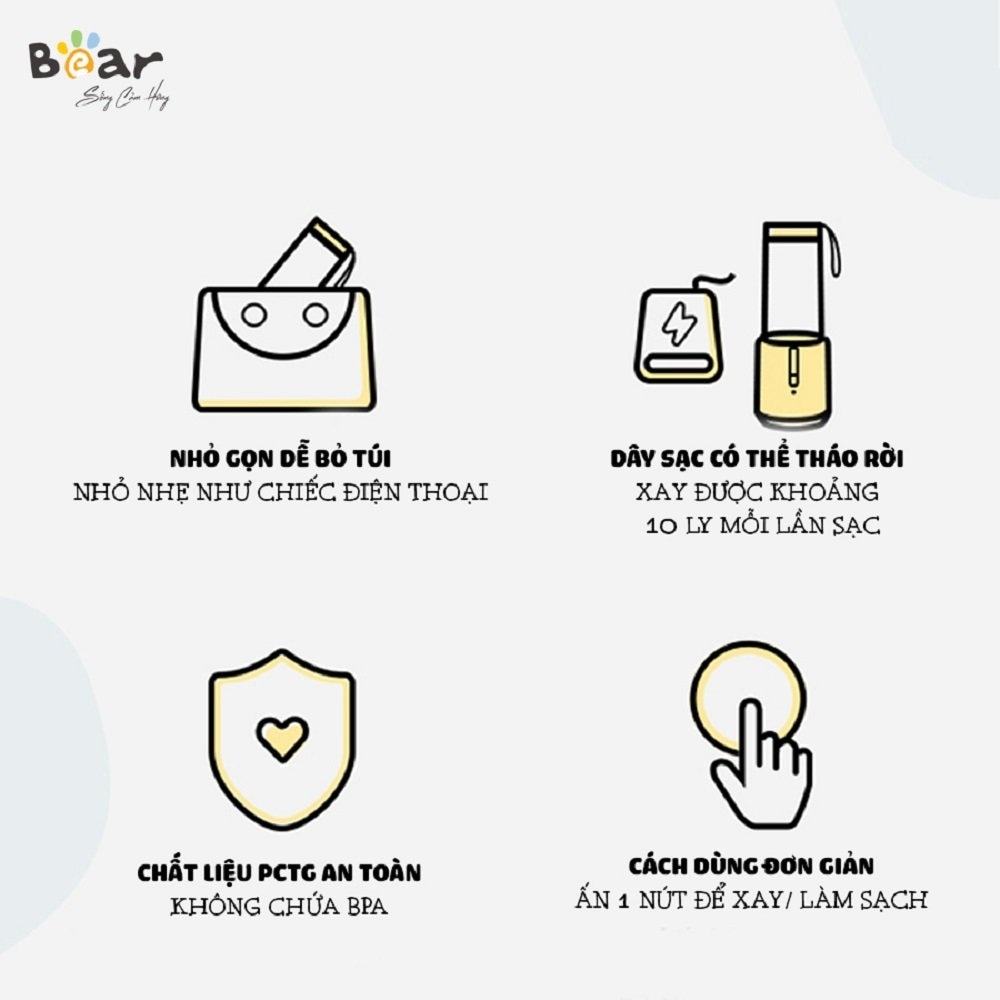 Bear
Sống Cảm Hứng
NHỎ GỌN DỄ BỎ TÚI
NHỎ NHẸ NHƯ CHIẾC ĐIỆN THOẠI
DÂY SẠC CÓ THỂ THÁO RỜI
XAY ĐƯỢC KHOẢNG
10 LY MỖI LẦN SẠC
CHẤT LIỆU PCTG AN TOÀN
KHÔNG CHỨA BPA
CÁCH DÙNG ĐƠN GIẢN
ẤN 1 NÚT ĐỂ XAY/ LÀM SẠCH